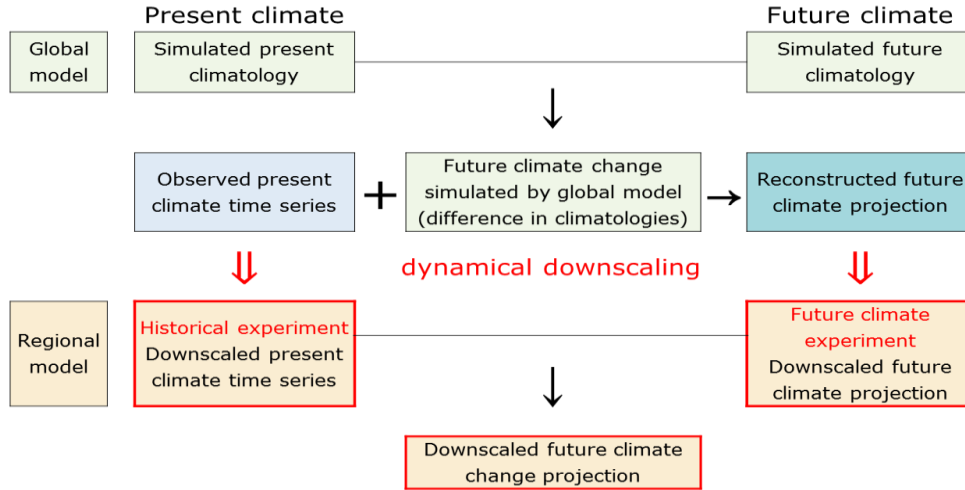 Present climate
Future climate
Global
model
Simulated present
climatology
Simulated future
climatology
Observed present
climate time series
+
Future climate change
simulated by global model
(difference in climatologies)
Reconstructed future
climate projection
dynamical downscaling
Regional
model
Historical experiment
Downscaled present
climate time series
Future climate
experiment
Downscaled future
climate projection
Downscaled future climate
change projection